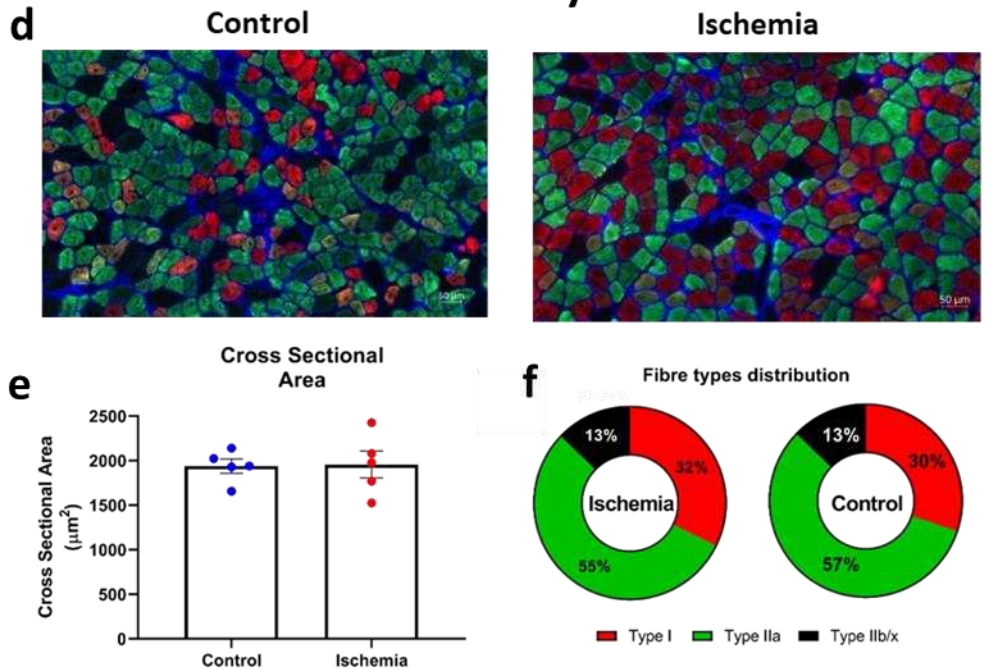 d
Control
Ischemia
50 µm
50 µm
e
Cross Sectional
Area
Cross Sectional Area
(µm²)
2500
2000
1500
1000
500
0
Control
Ischemia
f
Fibre types distribution
13%
32%
Ischemia
55%
13%
30%
Control
57%
Type I
Type IIa
Type IIb/x